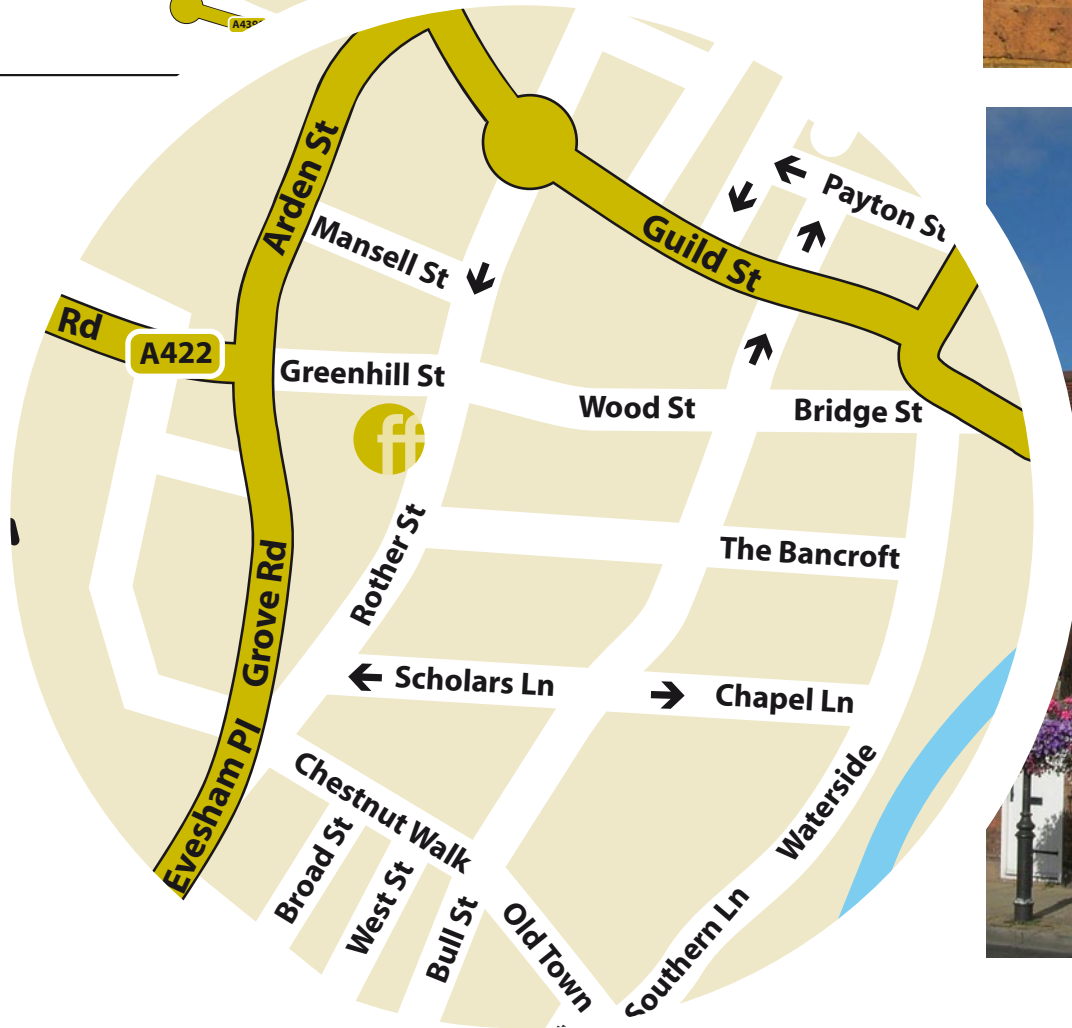 Arden St
Mansell St
Payton St
Guild St
Rd
A422
Greenhill St
Wood St
Bridge St
ff
Rother St
The Bancroft
Grove Rd
Scholars Ln
Chapel Ln
Evesham Pl
Chestnut Walk
Waterside
Broad St
West St
Bull St
Old Town
Southern Ln